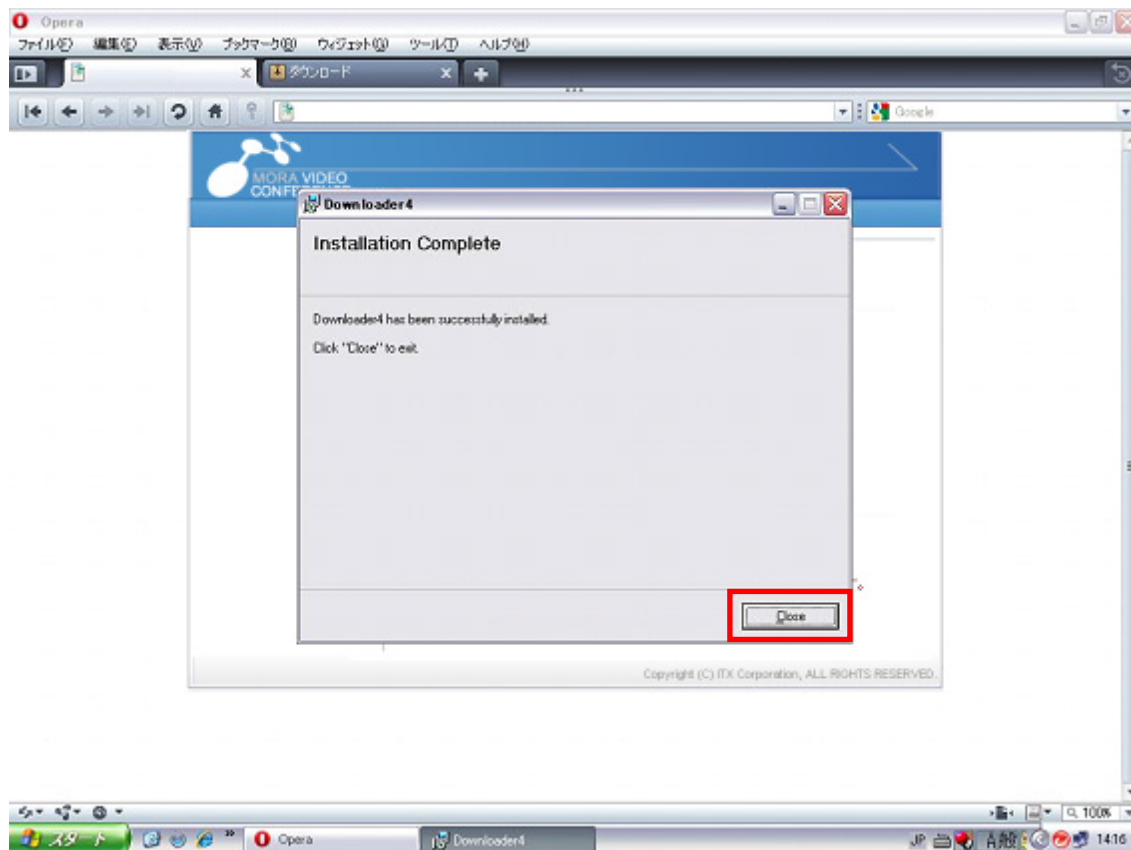 Opera
ファイル(F) 編集(E) 表示(V) ブックマーク(B) ウィジェット(G) ツール(T) ヘルプ(H)
ダウンロード
Google
MORA VIDEO
Downloader4
Installation Complete
Downloader4 has been successfully installed.
Click "Close" to exit.
Close
Copyright (C) ITX Corporation, ALL RIGHTS RESERVED.
100%
スタート
Opera
Downloader4
JP
A 般
14:16